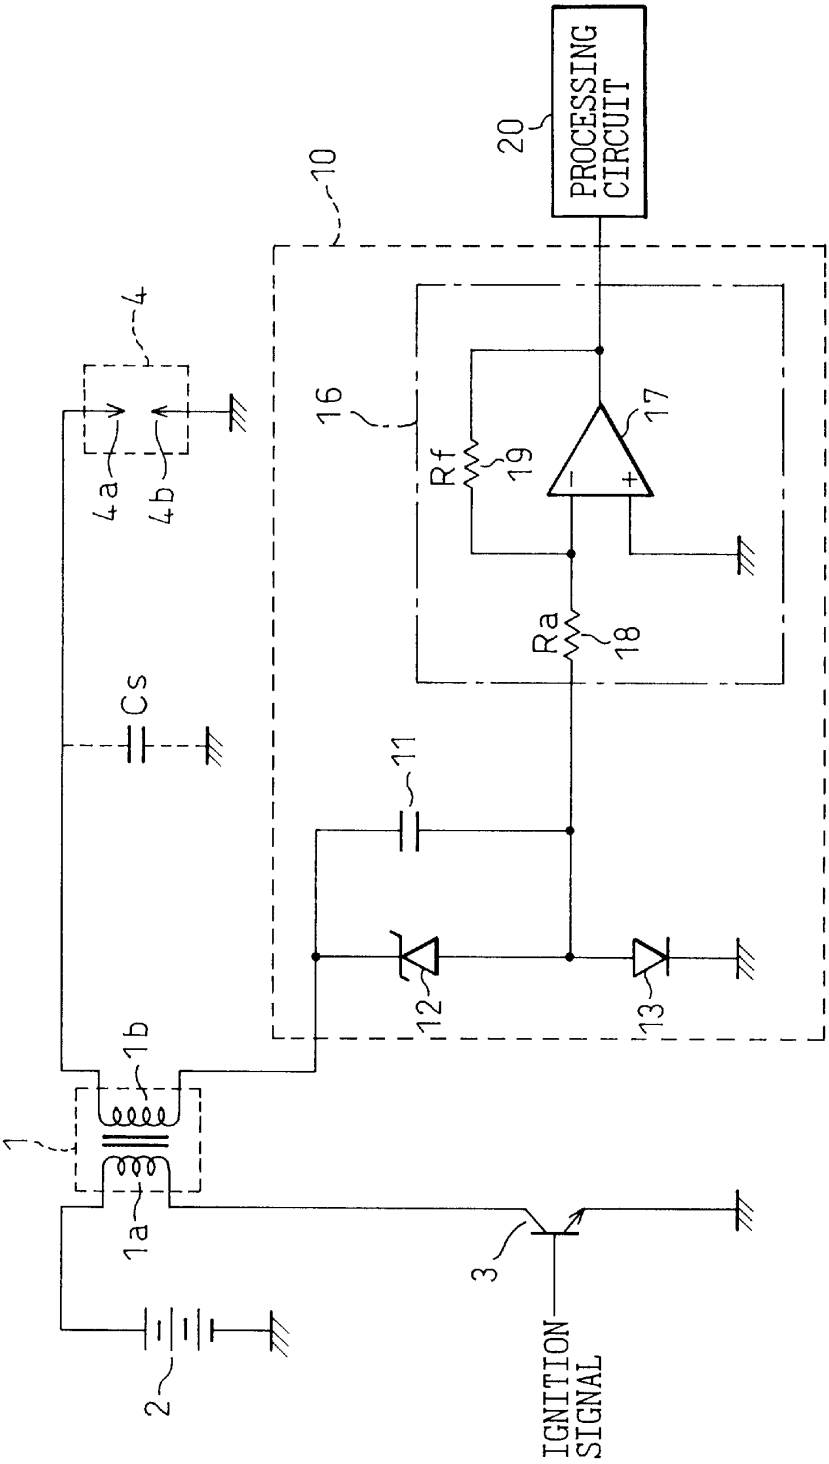 1
4a
1a
1b
Cs
4
2
4b
10
16
11
12
Rf
3
19
20
Ra
IGNITION
SIGNAL
−
PROCESSING
CIRCUIT
+
18
13
17